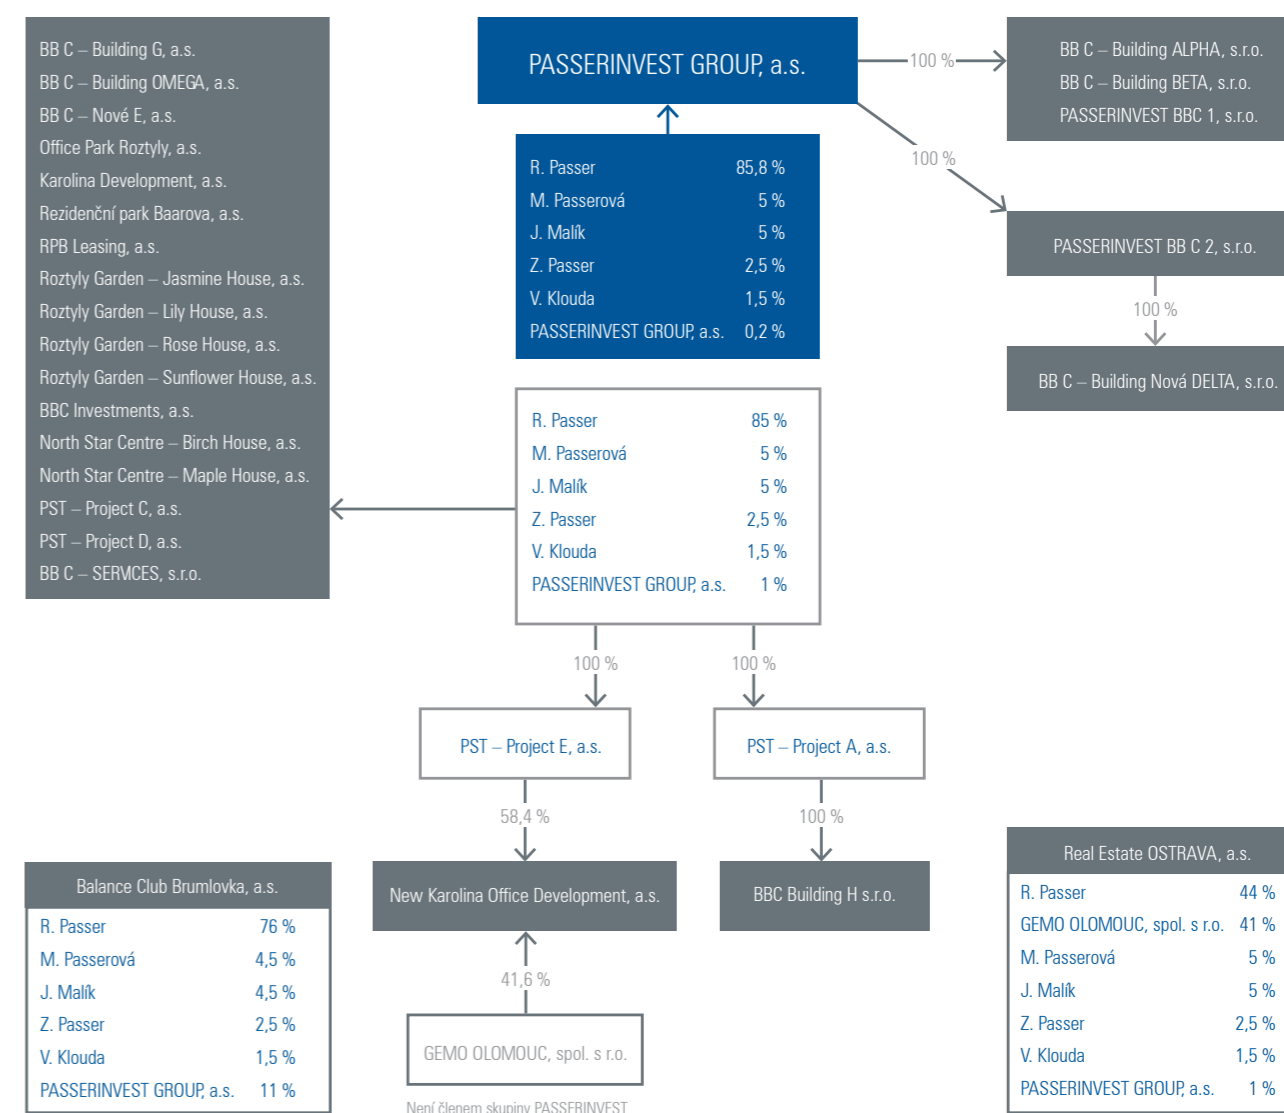 BB C – Building G, a.s.
BB C – Building OMEGA, a.s.
BB C – Nové E, a.s.
Office Park Roztyly, a.s.
Karolina Development, a.s.
Rezidenční park Baarova, a.s.
RPB Leasing, a.s.
Roztyly Garden – Jasmine House, a.s.
Roztyly Garden – Lily House, a.s.
Roztyly Garden – Rose House, a.s.
Roztyly Garden – Sunflower House, a.s.
BBC Investments, a.s.
North Star Centre – Birch House, a.s.
North Star Centre – Maple House, a.s.
PST – Project C, a.s.
PST – Project D, a.s.
BB C – SERVICES, s.r.o.
PASSERINVEST GROUP, a.s.
100 %
BB C – Building ALPHA, s.r.o.
BB C – Building BETA, s.r.o.
PASSERINVEST BBC 1, s.r.o.
100 %
PASSERINVEST BB C 2, s.r.o.
100 %
BB C – Building Nová DELTA, s.r.o.
R. Passer 85,8 %
M. Passerová 5 %
J. Malík 5 %
Z. Passer 2,5 %
V. Klouda 1,5 %
PASSERINVEST GROUP, a.s. 0,2 %
R. Passer 85 %
M. Passerová 5 %
J. Malík 5 %
Z. Passer 2,5 %
V. Klouda 1,5 %
PASSERINVEST GROUP, a.s. 1 %
100 % 100 %
PST – Project E, a.s.
PST – Project A, a.s.
58,4 %
100 %
New Karolina Office Development, a.s.
BBC Building H s.r.o.
41,6 %
GEMO OLOMOUC, spol. s r.o.
Není členem skupiny PASSERINVEST
Balance Club Brumlovka, a.s.
R. Passer 76 %
M. Passerová 4,5 %
J. Malík 4,5 %
Z. Passer 2,5 %
V. Klouda 1,5 %
PASSERINVEST GROUP, a.s. 11 %
Real Estate OSTRAVA, a.s.
R. Passer 44 %
GEMO OLOMOUC, spol. s r.o. 41 %
M. Passerová 5 %
J. Malík 5 %
Z. Passer 2,5 %
V. Klouda 1,5 %
PASSERINVEST GROUP, a.s. 1 %